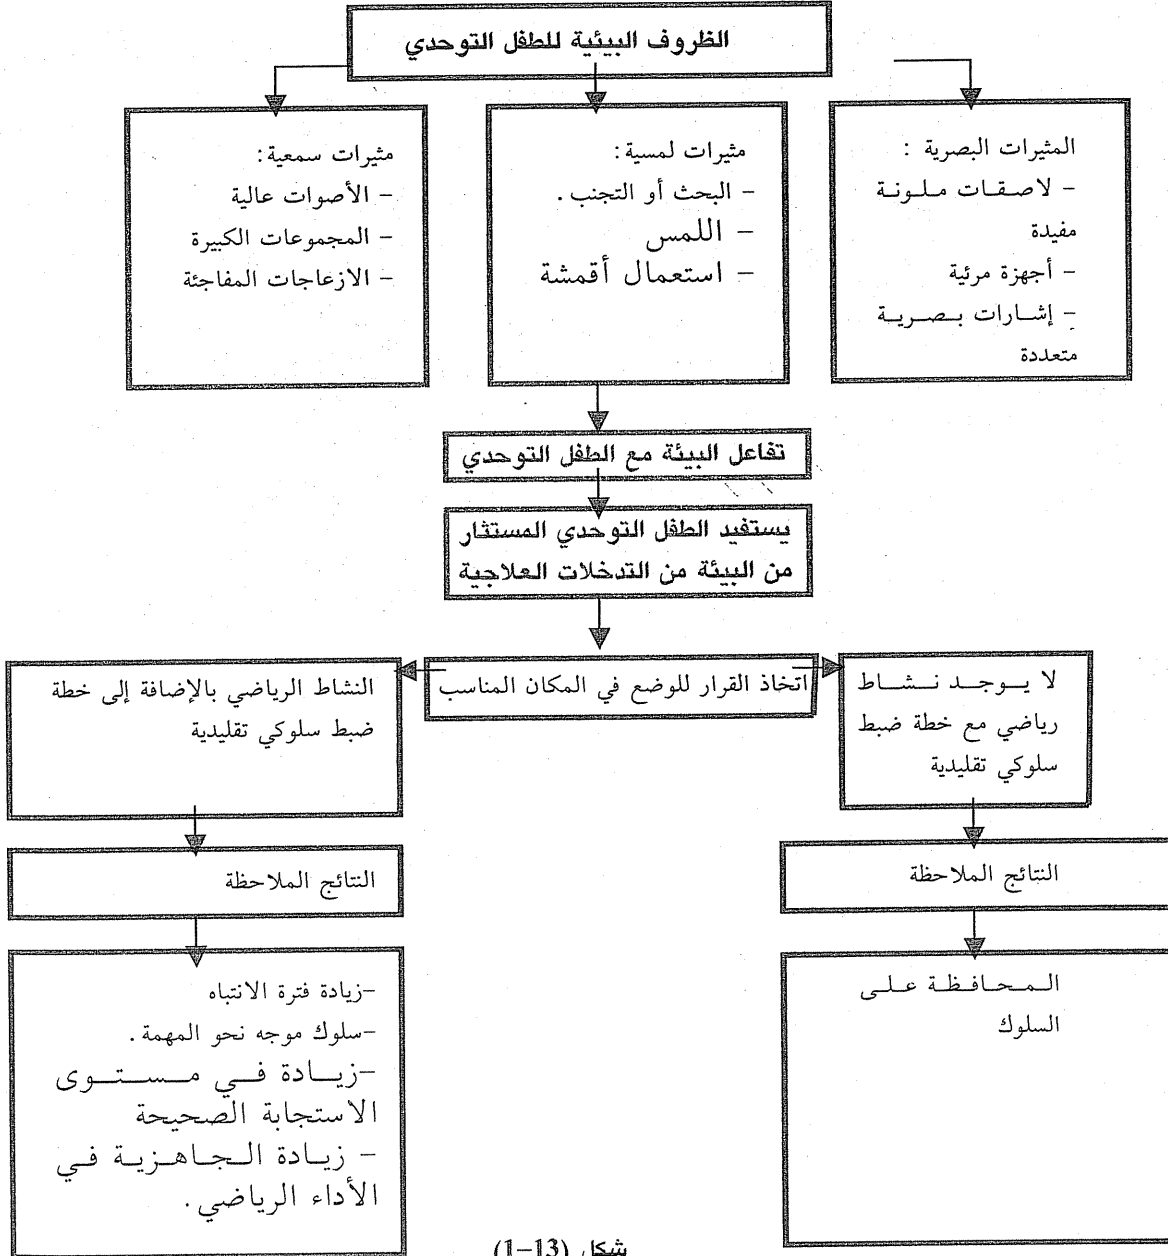 الظروف البيئية للطفل التوحدي
المثيرات البصرية :
– لاصقات ملونة
مفيدة
– أجهزة مرئية
– إشارات بصرية
متعددة
مثيرات لمسية:
– البحث أو التجنب .
– اللمس
– استعمال أقمشة
مثيرات سمعية:
– الأصوات عالية
– المجموعات الكبيرة
– الازعاجات المفاجئة
تفاعل البيئة مع الطفل التوحدي
يستفيد الطفل التوحدي المستثار
من البيئة من التدخلات العلاجية
اتخاذ القرار للوضع في المكان المناسب
لا يوجد نشاط
رياضي مع خطة ضبط
سلوكي تقليدية
النتائج الملاحظة
المحافظة على
السلوك
النشاط الرياضي بالإضافة إلى خطة
ضبط سلوكي تقليدية
النتائج الملاحظة
–زيادة فترة الانتباه
–سلوك موجه نحو المهمة .
–زيادة في مستوى
الاستجابة الصحيحة
– زيادة الجاهزية في
الأداء الرياضي .
شكل (13–1)